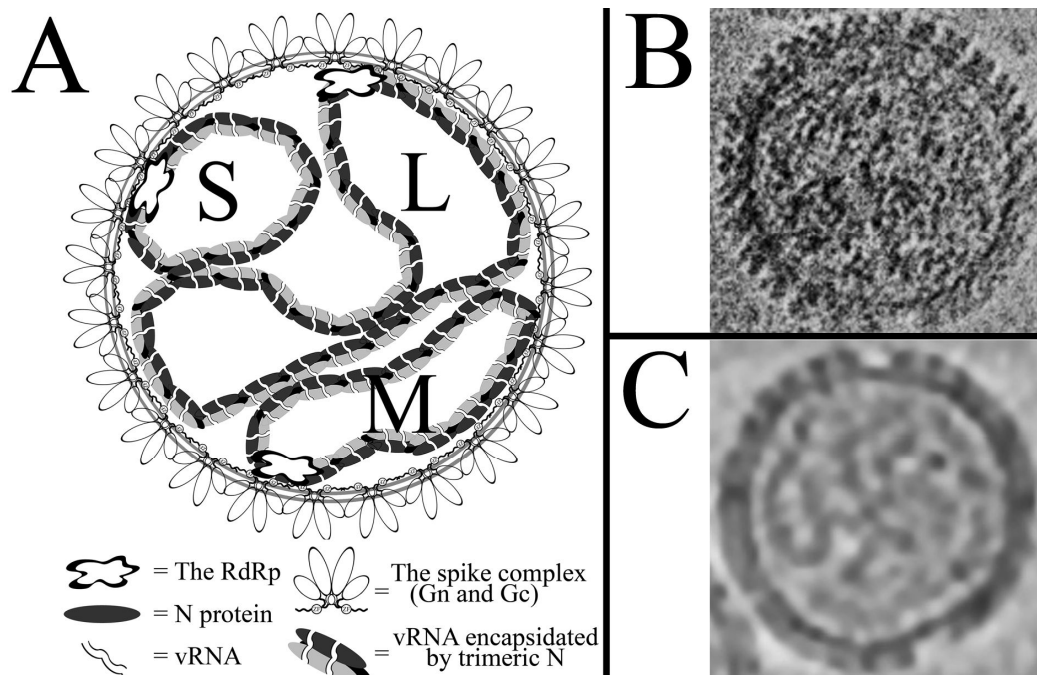 A
S
L
M
= The RdRp
= N protein
= vRNA
= The spike complex
(Gn and Gc)
= vRNA encapsidated
by trimeric N
B
C